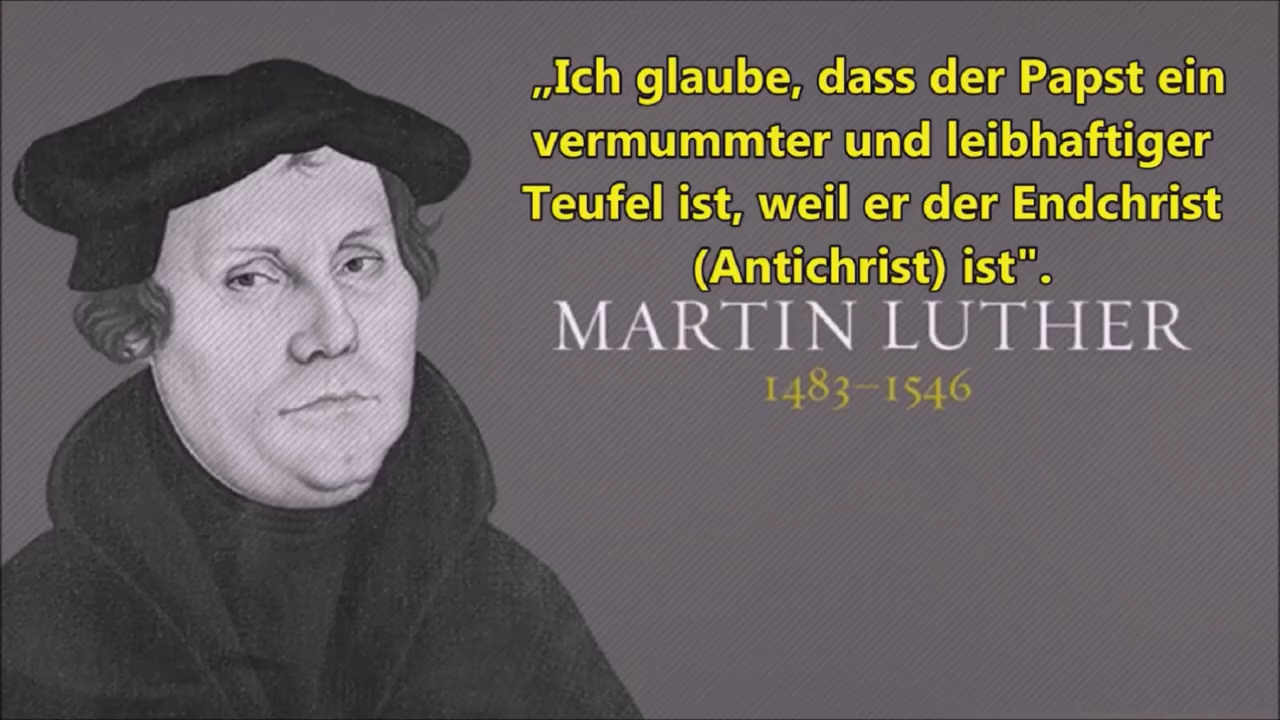 „Ich glaube, dass der Papst ein
vermummter und leibhaftiger
Teufel ist, weil er der Endchrist
(Antichrist) ist".
MARTIN LUTHER
1483–1546